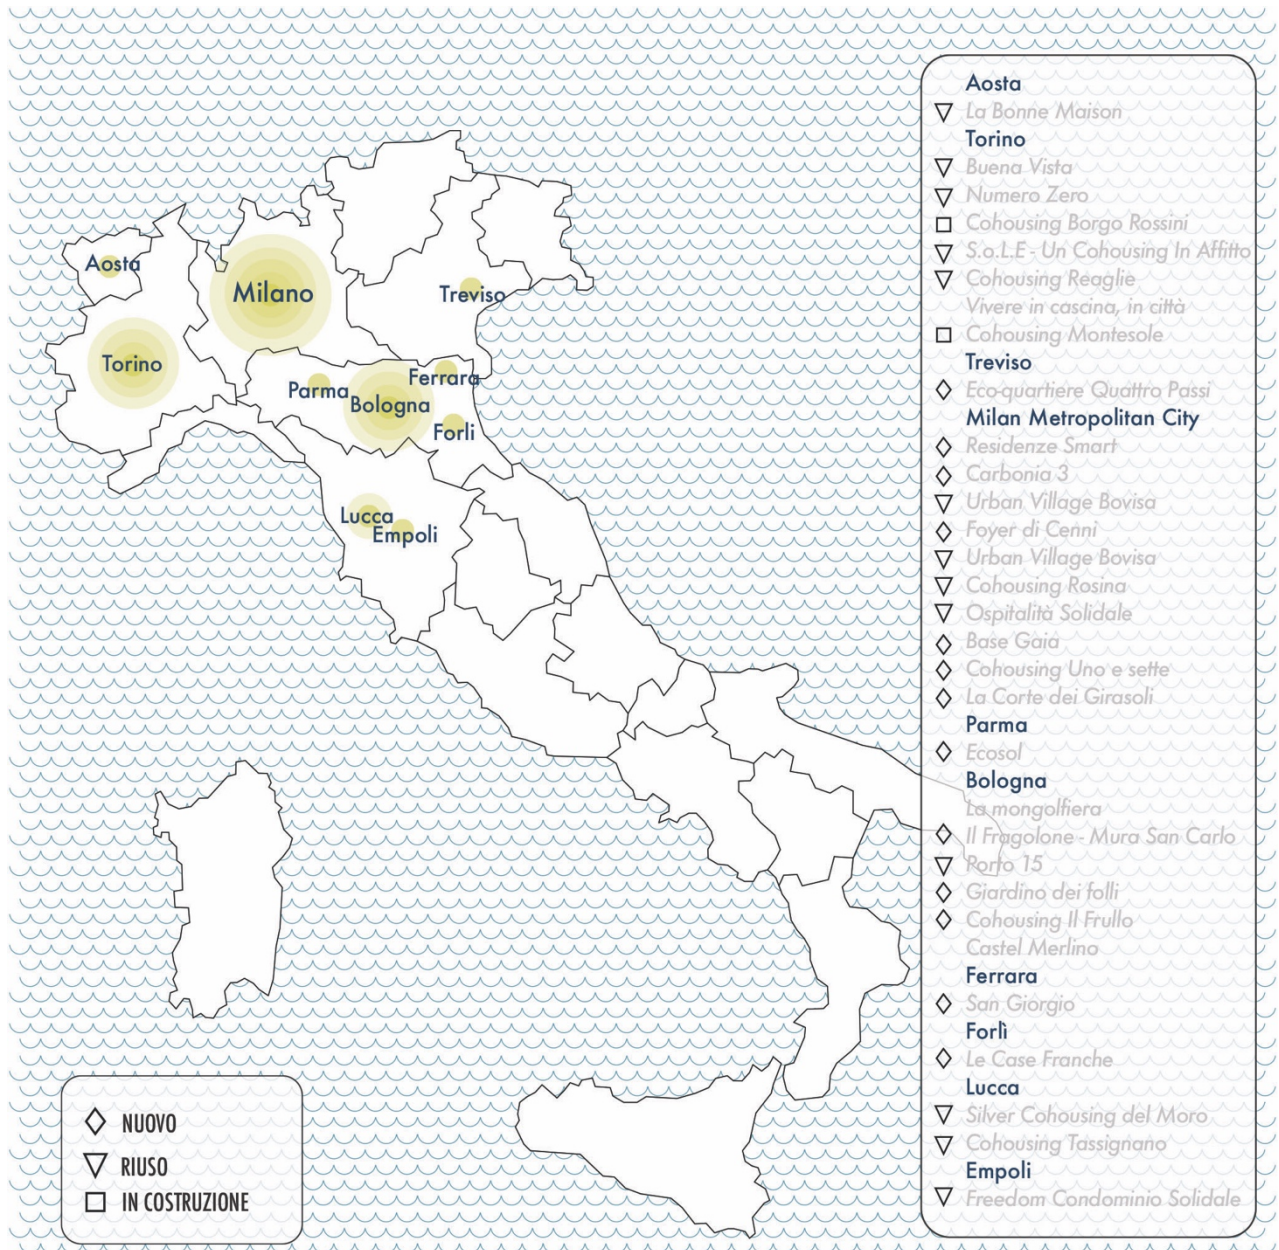 Aosta
Milano
Treviso
Torino
Parma
Ferrara
Bologna
Forli
Lucca
Empoli
NUOVO
RIUSO
IN COSTRUZIONE
Aosta
La Bonne Maison
Torino
Buena Vista
Numero Zero
Cohousing Borgo Rossini
S.o.L.E - Un Cohousing In Affitto
Cohousing Reaglie
Vivere in cascina, in città
Cohousing Montesole
Treviso
Eco-quartiere Quattro Passi
Milan Metropolitan City
Residenze Smart
Carbonia 3
Urban Village Bovisa
Foyer di Cenni
Urban Village Bovisa
Cohousing Rosina
Ospitalità Solidale
Base Gaia
Cohousing Uno e sette
La Corte dei Girasoli
Parma
Ecosol
Bologna
La mongolfiera
Il Fragolone - Mura San Carlo
Porto 15
Giardino dei folli
Cohousing Il Frullo
Castel Merlino
Ferrara
San Giorgio
Forlì
Le Case Franche
Lucca
Silver Cohousing del Moro
Cohousing Tassignano
Empoli
Freedom Condominio Solidale